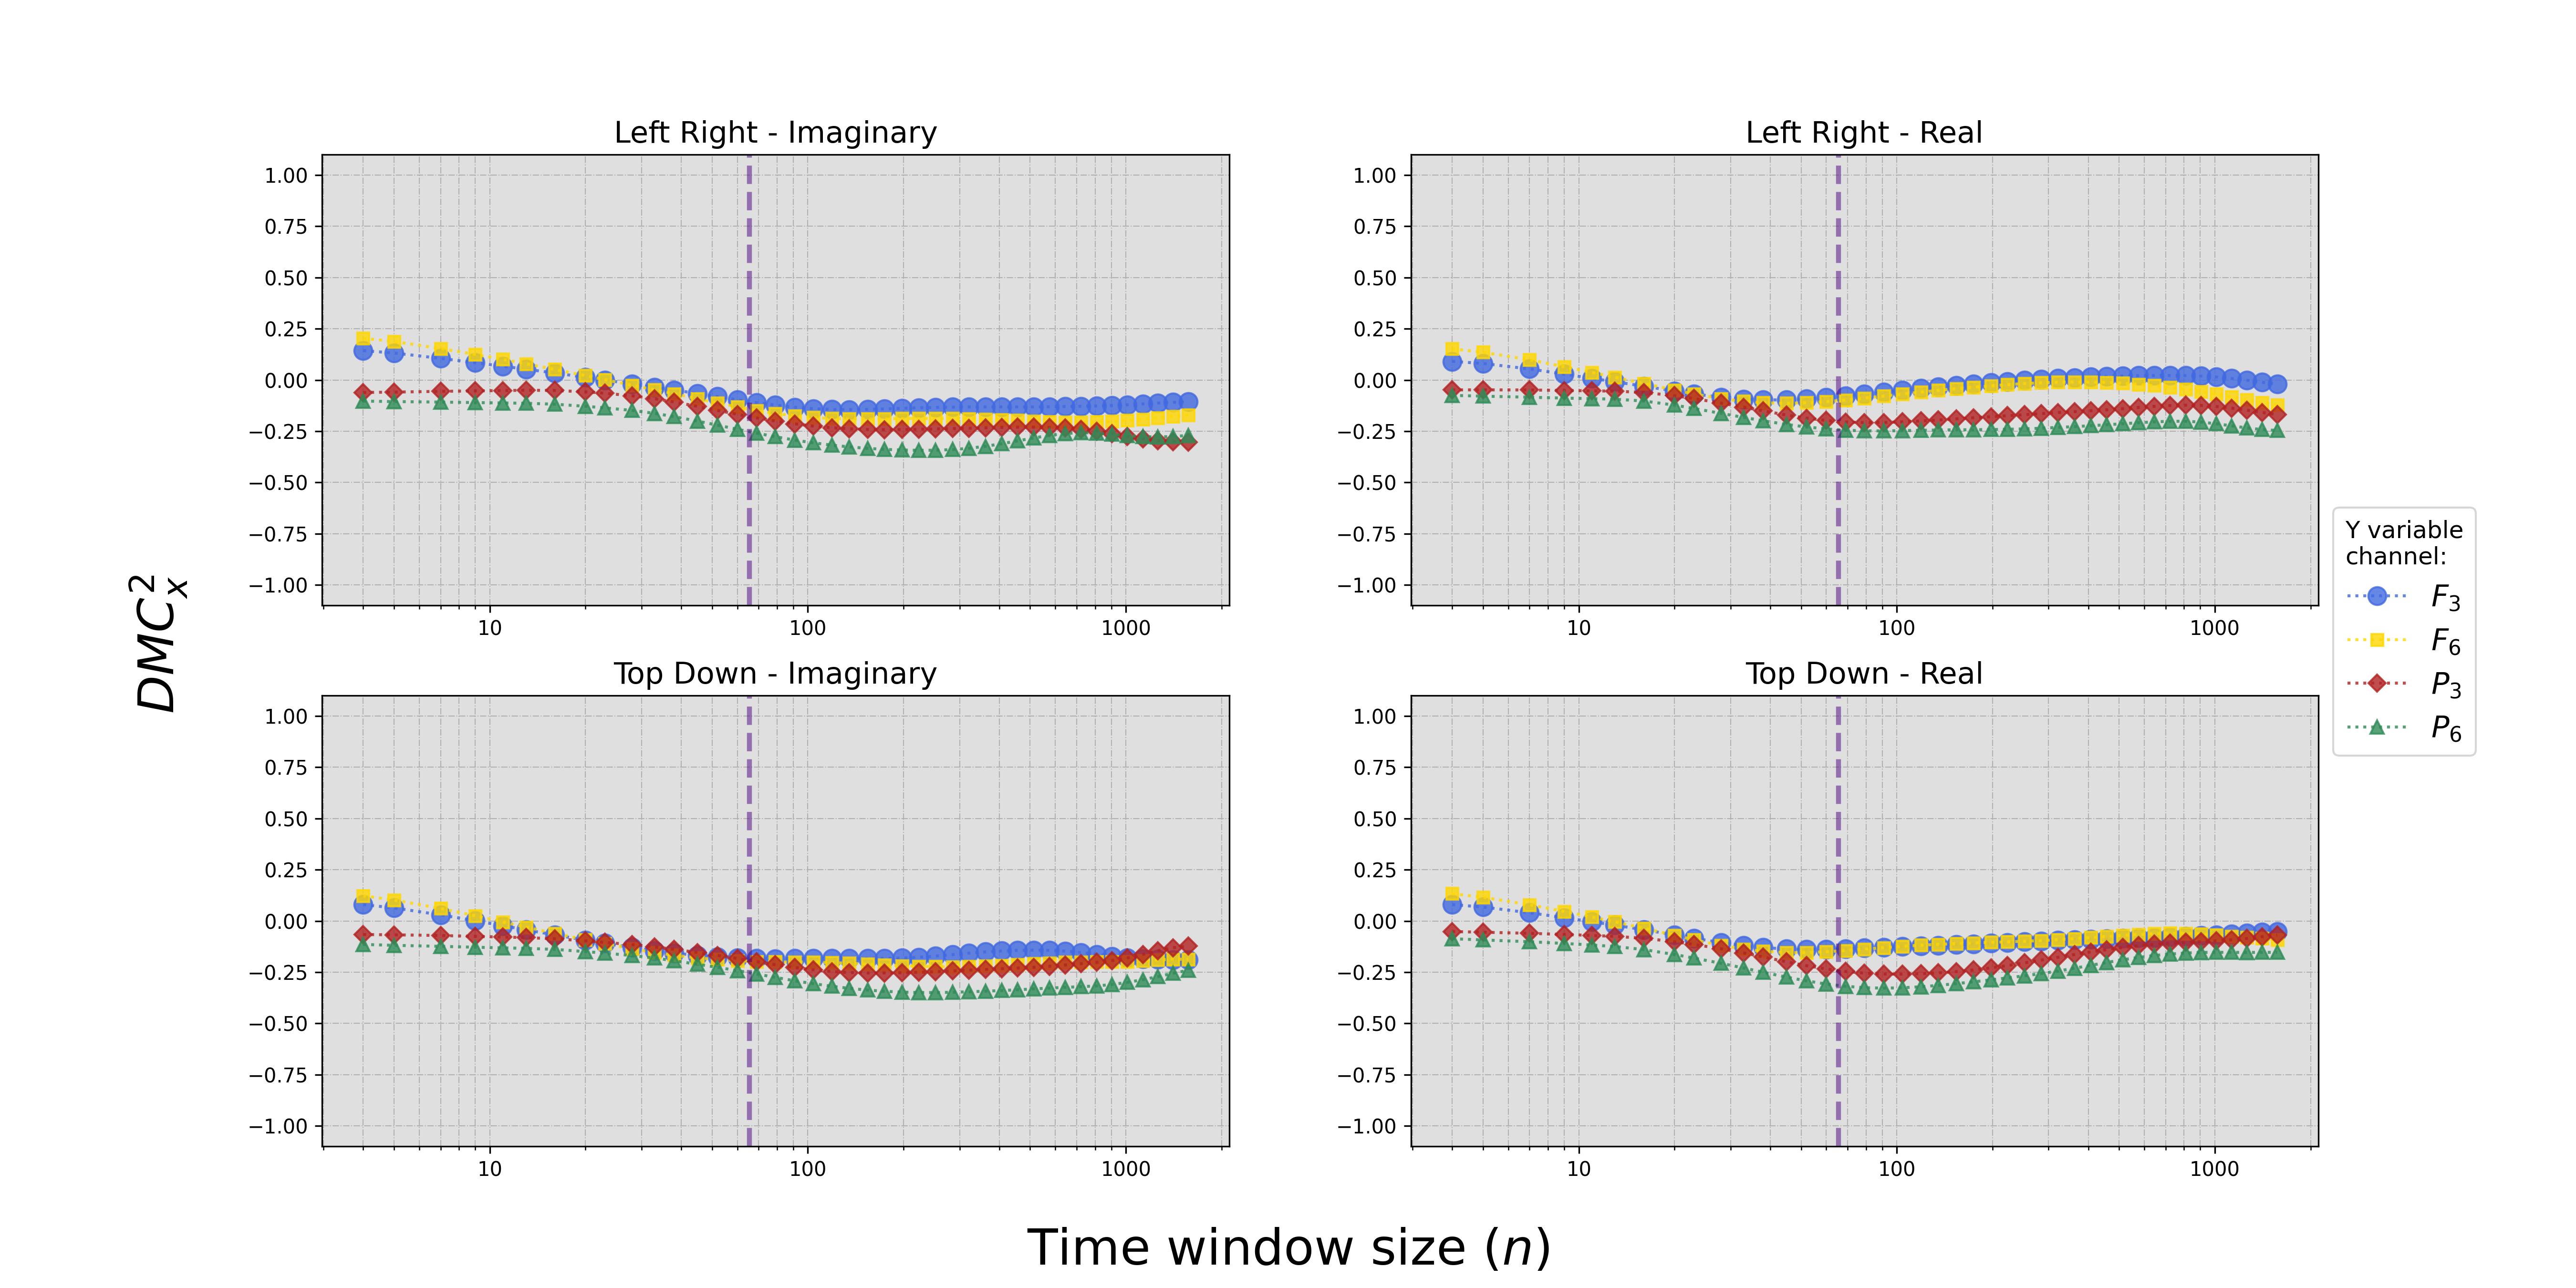 Left Right - Imaginary
1.00
0.75
0.50
0.25
0.00
−0.25
−0.50
−0.75
−1.00
10 100 1000
Left Right - Real
1.00
0.75
0.50
0.25
0.00
−0.25
−0.50
−0.75
−1.00
10 100 1000
Top Down - Imaginary
1.00
0.75
0.50
0.25
0.00
−0.25
−0.50
−0.75
−1.00
10 100 1000
Top Down - Real
1.00
0.75
0.50
0.25
0.00
−0.25
−0.50
−0.75
−1.00
10 100 1000
$DMC_x^2$
Time window size (n)
Y variable
channel:
F₃
F₆
P₃
P₆